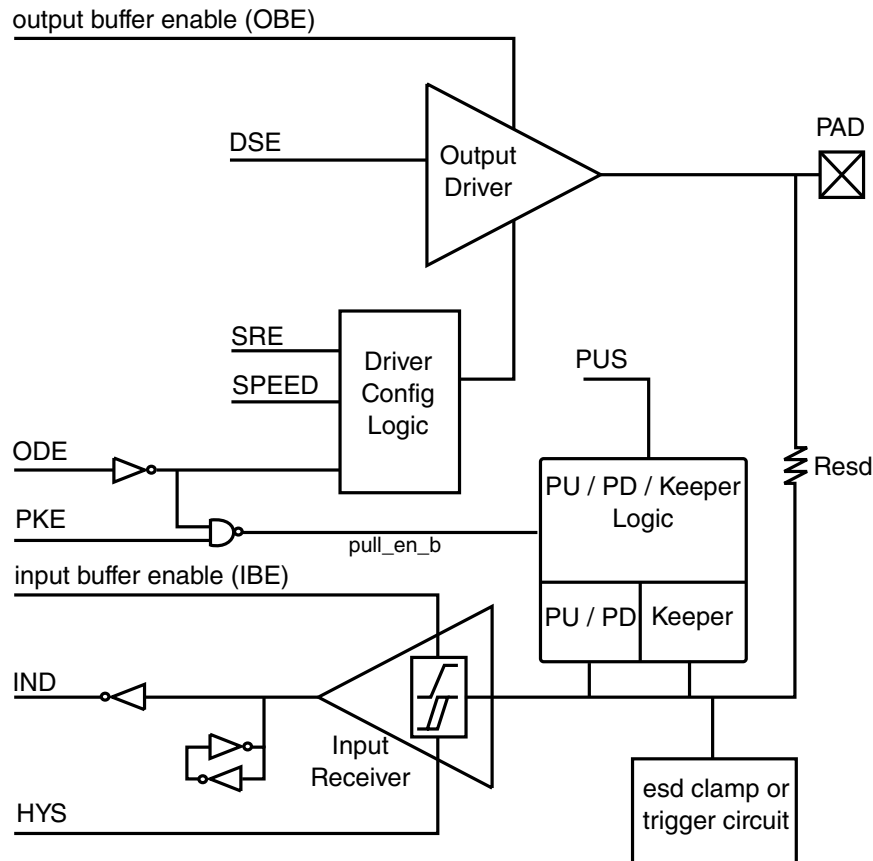 output buffer enable (OBE)
PAD
DSE
Output
Driver
SRE
SPEED
Driver
Config
Logic
PUS
ODE
PKE
pull_en_b
PU / PD / Keeper
Logic
Resd
input buffer enable (IBE)
PU / PD
Keeper
IND
Input
Receiver
HYS
esd clamp or
trigger circuit